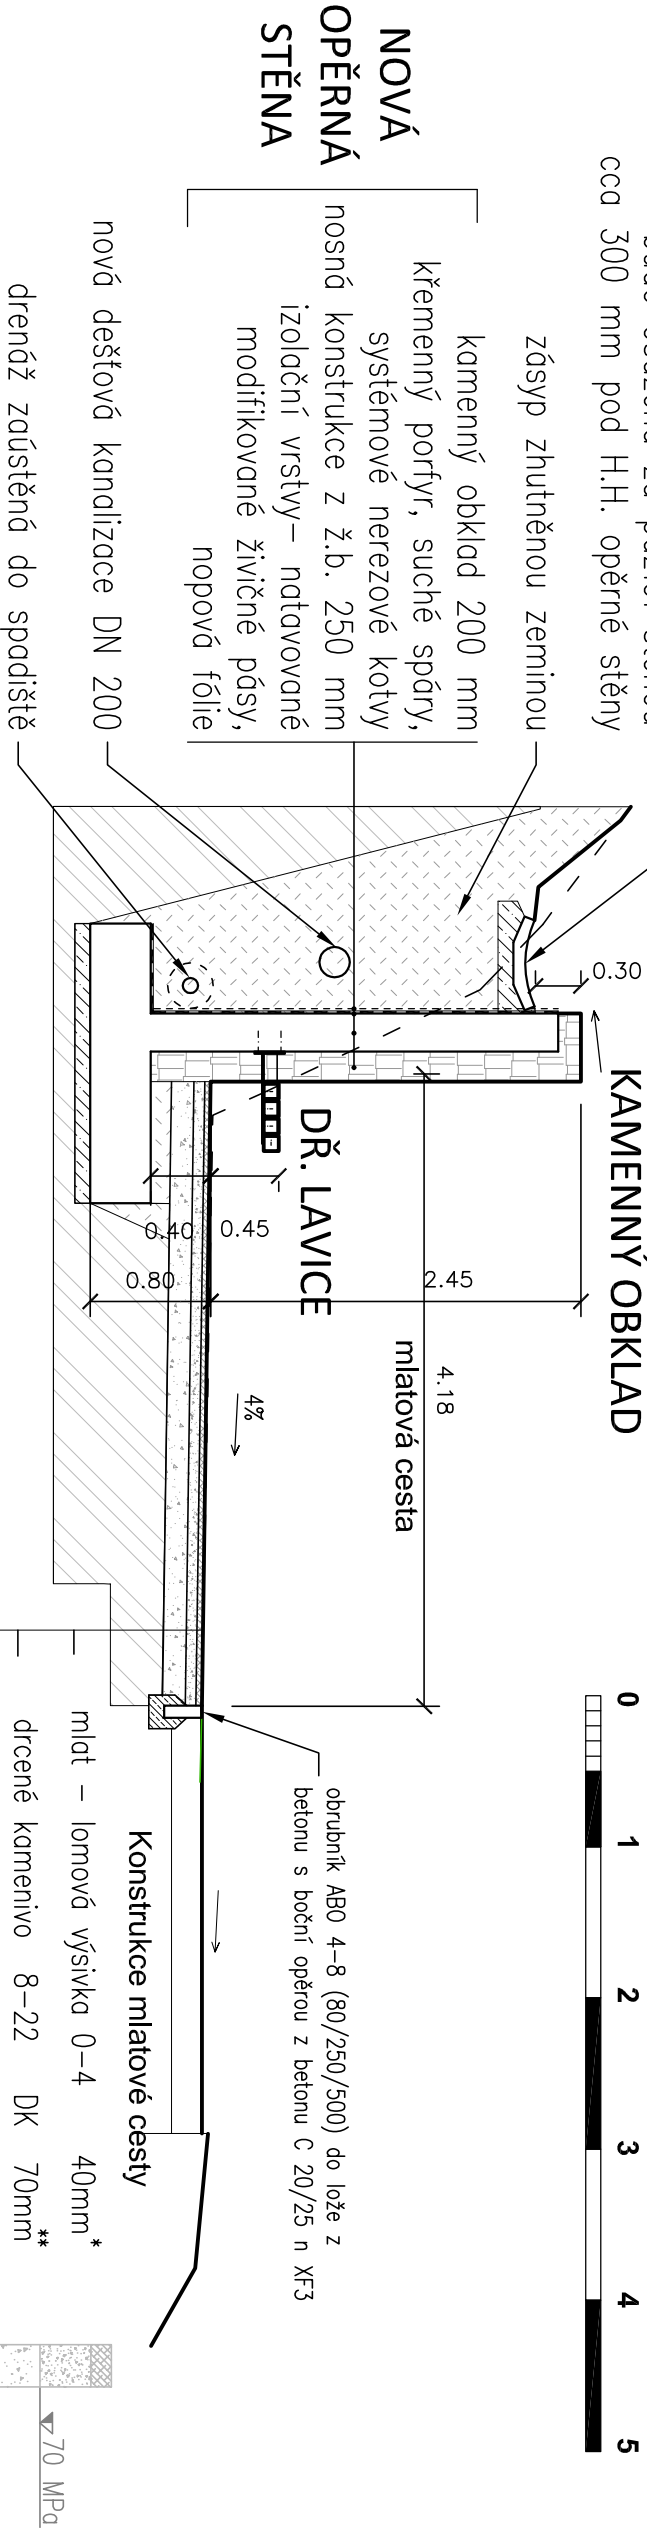 cca 300 mm pod H.H. opěrné stěny
zásyp zhutněnou zeminou
NOVÁ
OPĚRNÁ
STĚNA
kamenný obklad 200 mm
křemenný porfyr, suché spáry,
systémové nerezové kotvy
nosná konstrukce z ž.b. 250 mm
izolační vrstvy– natavované
modifikované živičné pásy,
nopová fólie
nová dešťová kanalizace DN 200
drenáž zaústěná do spadiště
0.30
KAMENNÝ OBKLAD
DŘ. LAVICE
0.40
0.45
0.80
2.45
4.18
mlatová cesta
4%
0 1 2 3 4 5
obrubník ABO 4–8 (80/250/500) do lože z
betonu s boční opěrou z betonu C 20/25 n XF3
Konstrukce mlatové cesty
mlat – lomová výsivka 0–4 40mm*
drcené kamenivo 8–22 DK 70mm**
70 MPa